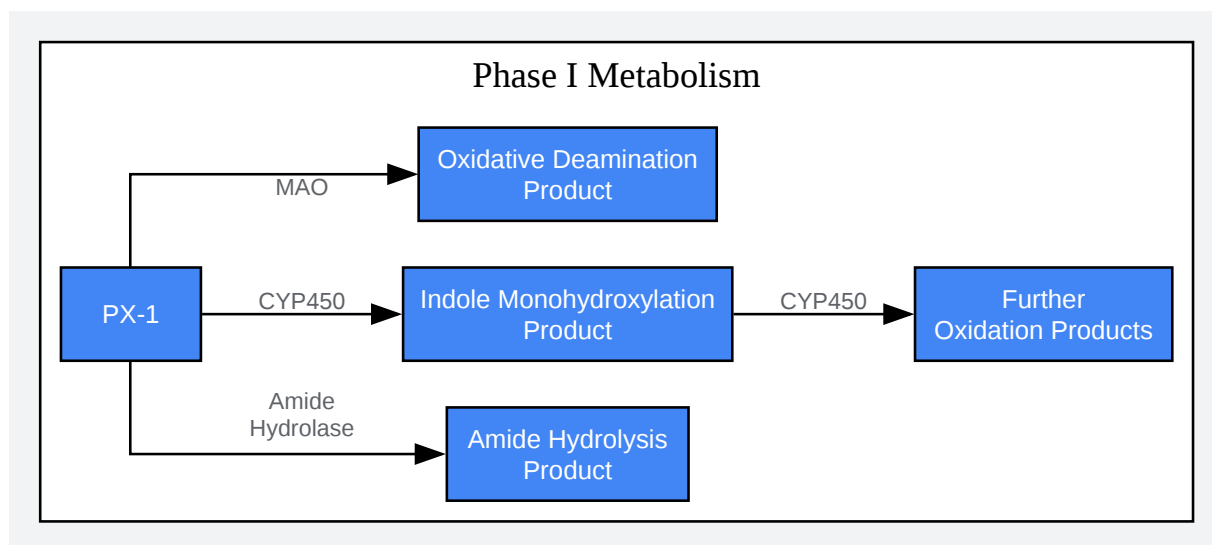 Phase I Metabolism
Oxidative Deamination
Product
MAO
PX-1
CYP450
Indole Monohydroxylation
Product
CYP450
Further
Oxidation Products
Amide
Hydrolase
Amide Hydrolysis
Product